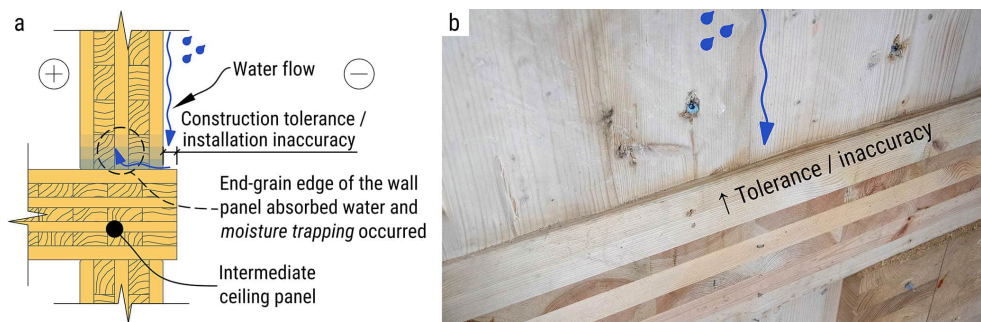 a
Water flow
Construction tolerance /
installation inaccuracy
End-grain edge of the wall
panel absorbed water and
moisture trapping occurred
Intermediate
ceiling panel
+
−
b
↑ Tolerance / inaccuracy